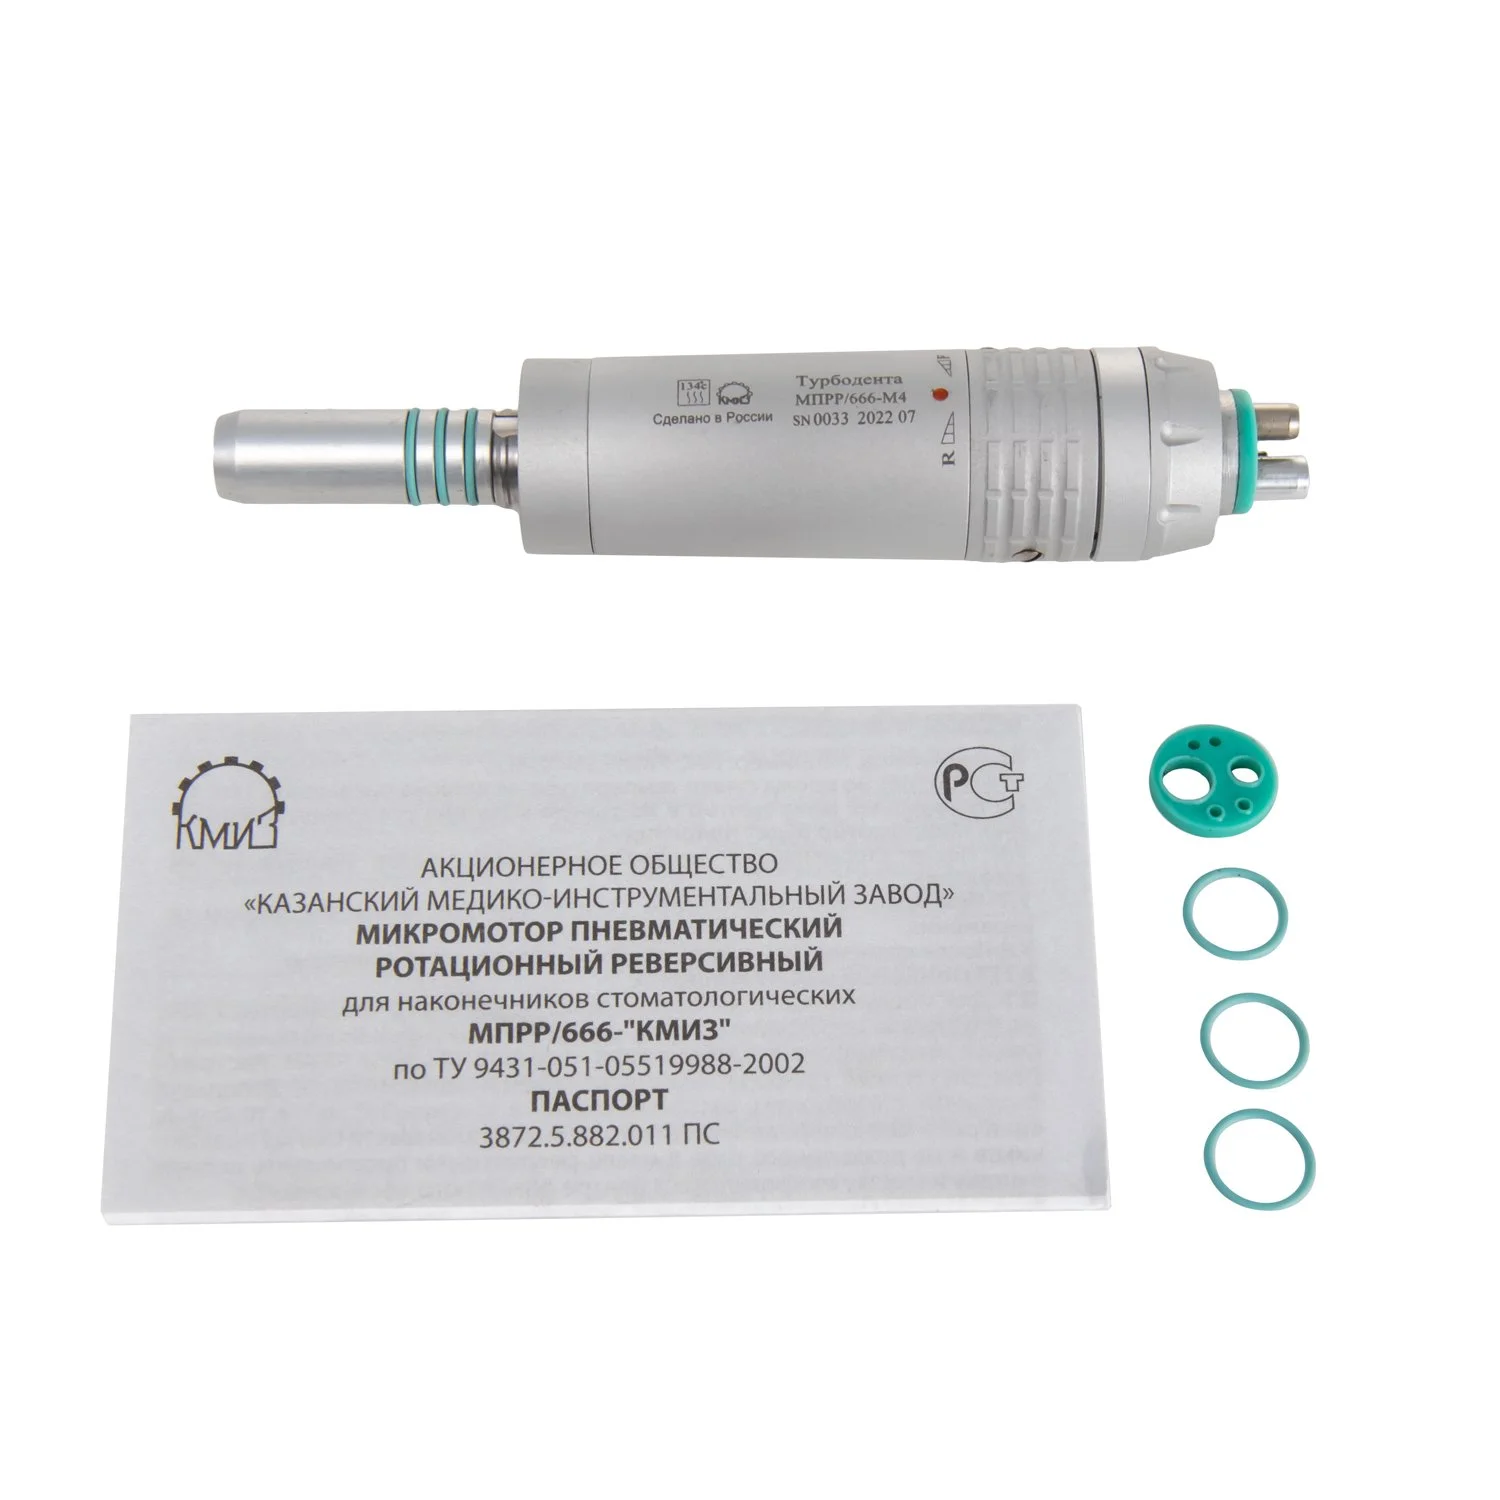 134°c
КМИЗ
Сделано в России
Турбодента
МПРР/666-М4
SN 0033 2022 07
F
R
КМИЗ
РСТ
АКЦИОНЕРНОЕ ОБЩЕСТВО
«КАЗАНСКИЙ МЕДИКО-ИНСТРУМЕНТАЛЬНЫЙ ЗАВОД»
МИКРОМОТОР ПНЕВМАТИЧЕСКИЙ
РОТАЦИОННЫЙ РЕВЕРСИВНЫЙ
для наконечников стоматологических
МПРР/666-"КМИЗ"
по ТУ 9431-051-05519988-2002
ПАСПОРТ
3872.5.882.011 ПС